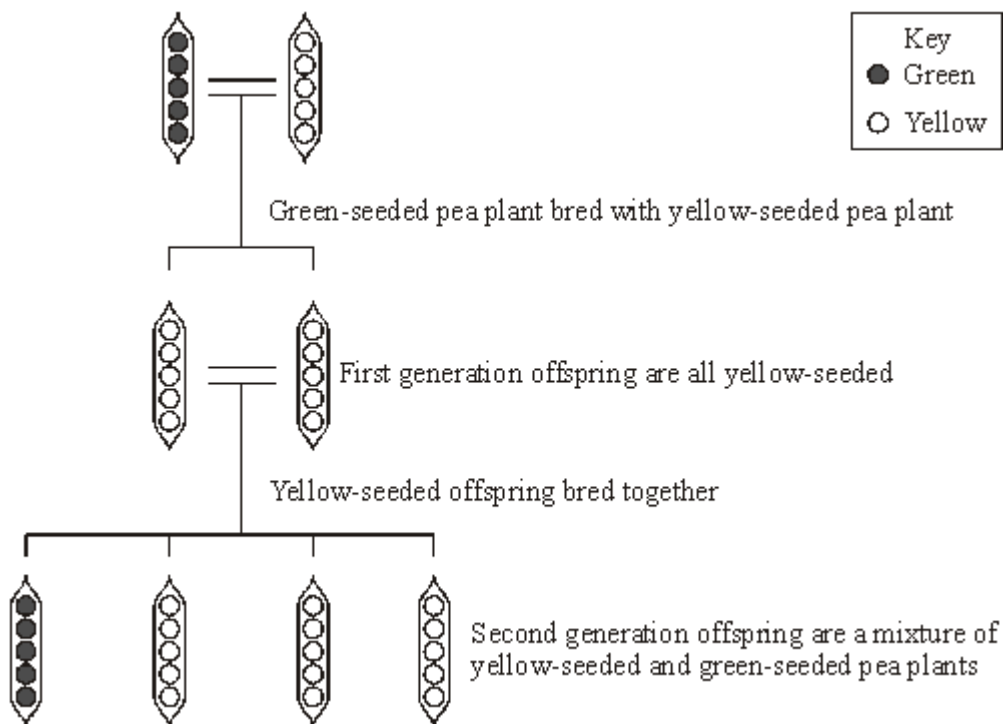 Key
Green
Yellow
Green-seeded pea plant bred with yellow-seeded pea plant
First generation offspring are all yellow-seeded
Yellow-seeded offspring bred together
Second generation offspring are a mixture of
yellow-seeded and green-seeded pea plants